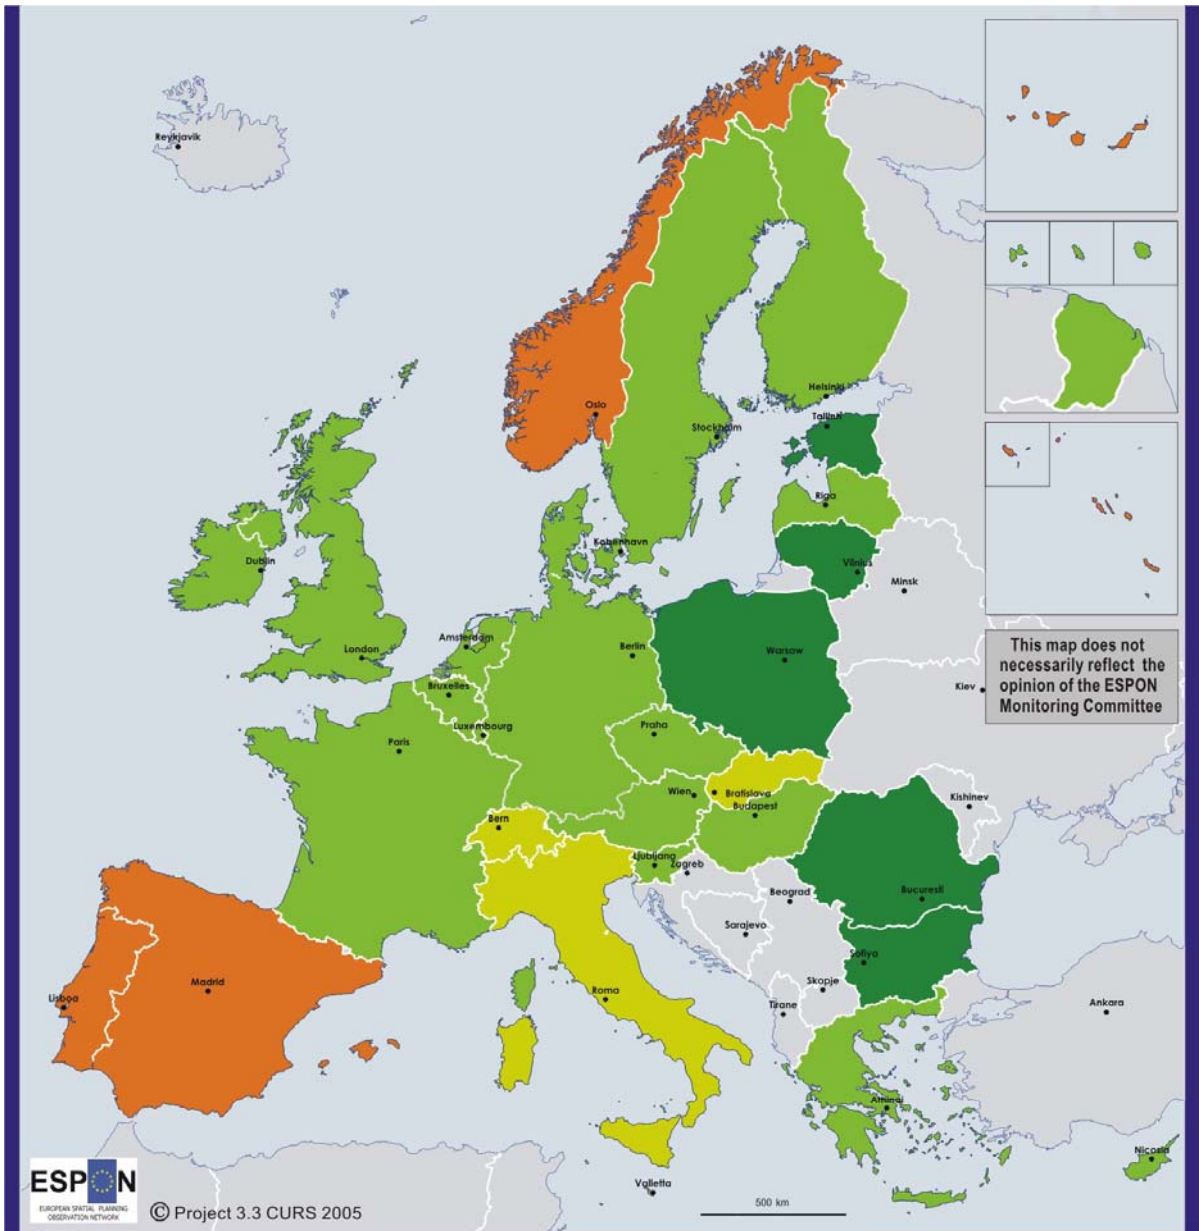 Reykjavik
Oslo
Helsinki
Tallinn
Stockholm
Riga
København
Dublin
Vilnius
Minsk
This map does not
necessarily reflect the
opinion of the ESPON
Monitoring Committee
Amsterdam
London
Berlin
Warsaw
Bruxelles
Kiev
Luxembourg
Praha
Paris
Wien
Bratislava
Budapest
Kishinev
Bern
Ljubljana
Zagreb
Beograd
Bucuresti
Sarajevo
Sofiya
Madrid
Lisboa
Roma
Skopje
Tirane
Ankara
Athinai
Nicosia
Valletta
500 km
ESPON
EUROPEAN SPATIAL PLANNING
OBSERVATION NETWORK
© Project 3.3 CURS 2005